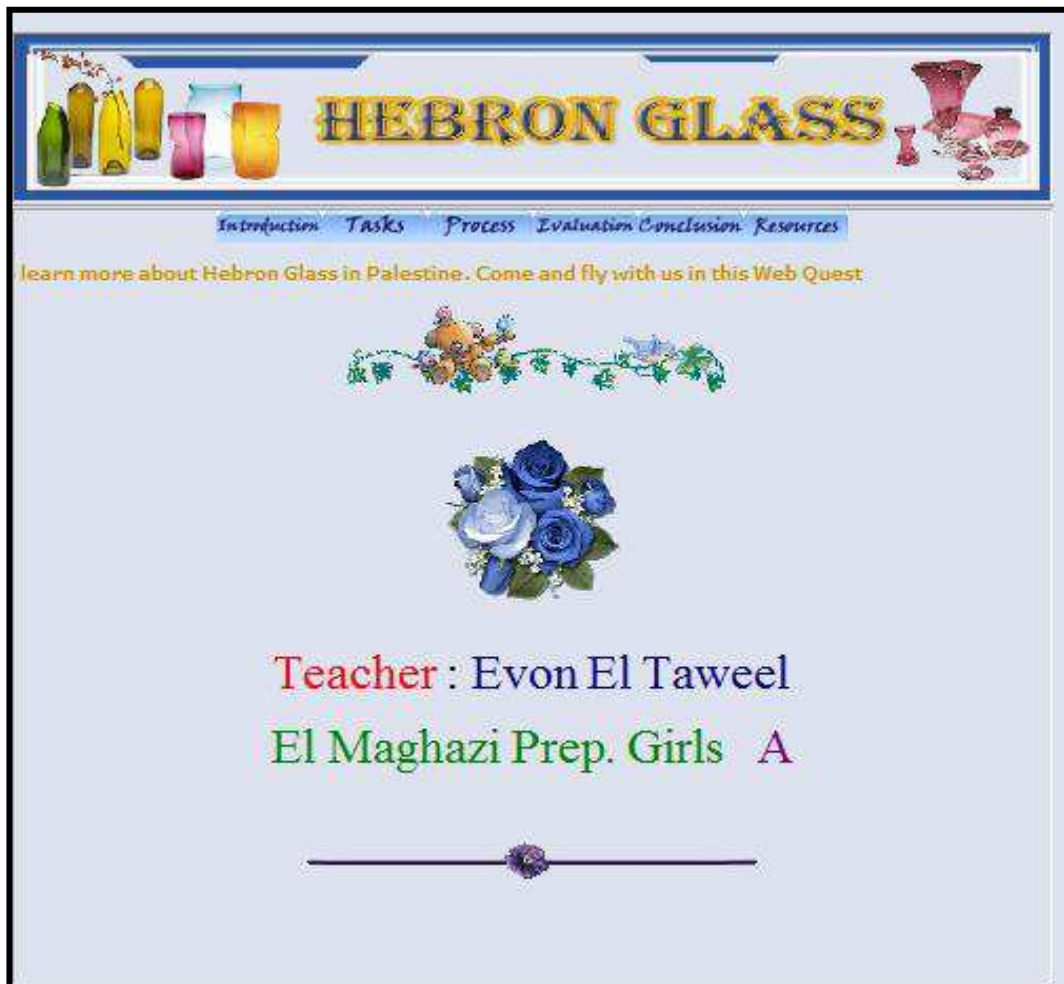 HEBRON GLASS
Introduction Tasks Process Evaluation Conclusion Resources
learn more about Hebron Glass in Palestine. Come and fly with us in this Web Quest
Teacher : Evon El Taweel
El Maghazi Prep. Girls A